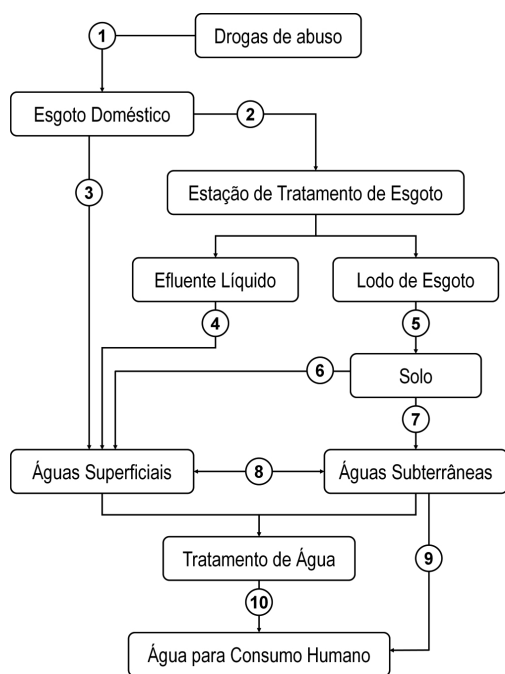 1
Drogas de abuso
Esgoto Doméstico
2
3
Estação de Tratamento de Esgoto
Efluente Líquido
Lodo de Esgoto
4
5
6
Solo
7
Águas Superficiais
8
Águas Subterrâneas
Tratamento de Água
9
10
Água para Consumo Humano